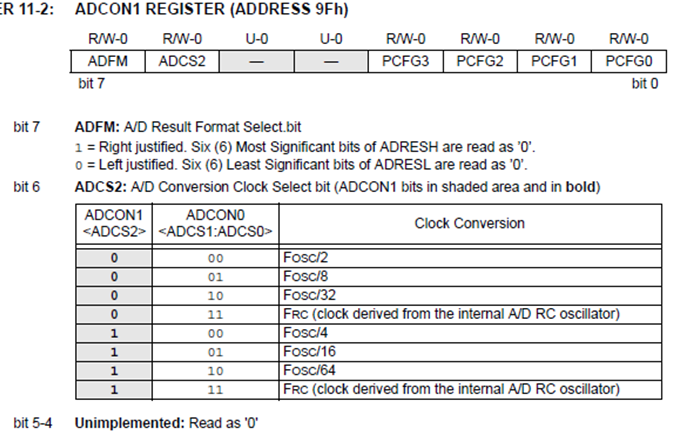 ER 11-2: ADCON1 REGISTER (ADDRESS 9Fh)
R/W-0 R/W-0 U-0 U-0 R/W-0 R/W-0 R/W-0 R/W-0
ADFM ADCS2 — — PCFG3 PCFG2 PCFG1 PCFG0
bit 7 bit 0
bit 7 ADFM: A/D Result Format Select.bit
1 = Right justified. Six (6) Most Significant bits of ADRESH are read as '0'.
0 = Left justified. Six (6) Least Significant bits of ADRESL are read as '0'.
bit 6 ADCS2: A/D Conversion Clock Select bit (ADCON1 bits in shaded area and in bold)
ADCON1 ADCON0 Clock Conversion
<ADCS2> <ADCS1:ADCS0>
0 00 FOSC/2
0 01 FOSC/8
0 10 FOSC/32
0 11 FRC (clock derived from the internal A/D RC oscillator)
1 00 FOSC/4
1 01 FOSC/16
1 10 FOSC/64
1 11 FRC (clock derived from the internal A/D RC oscillator)
bit 5-4 Unimplemented: Read as '0'